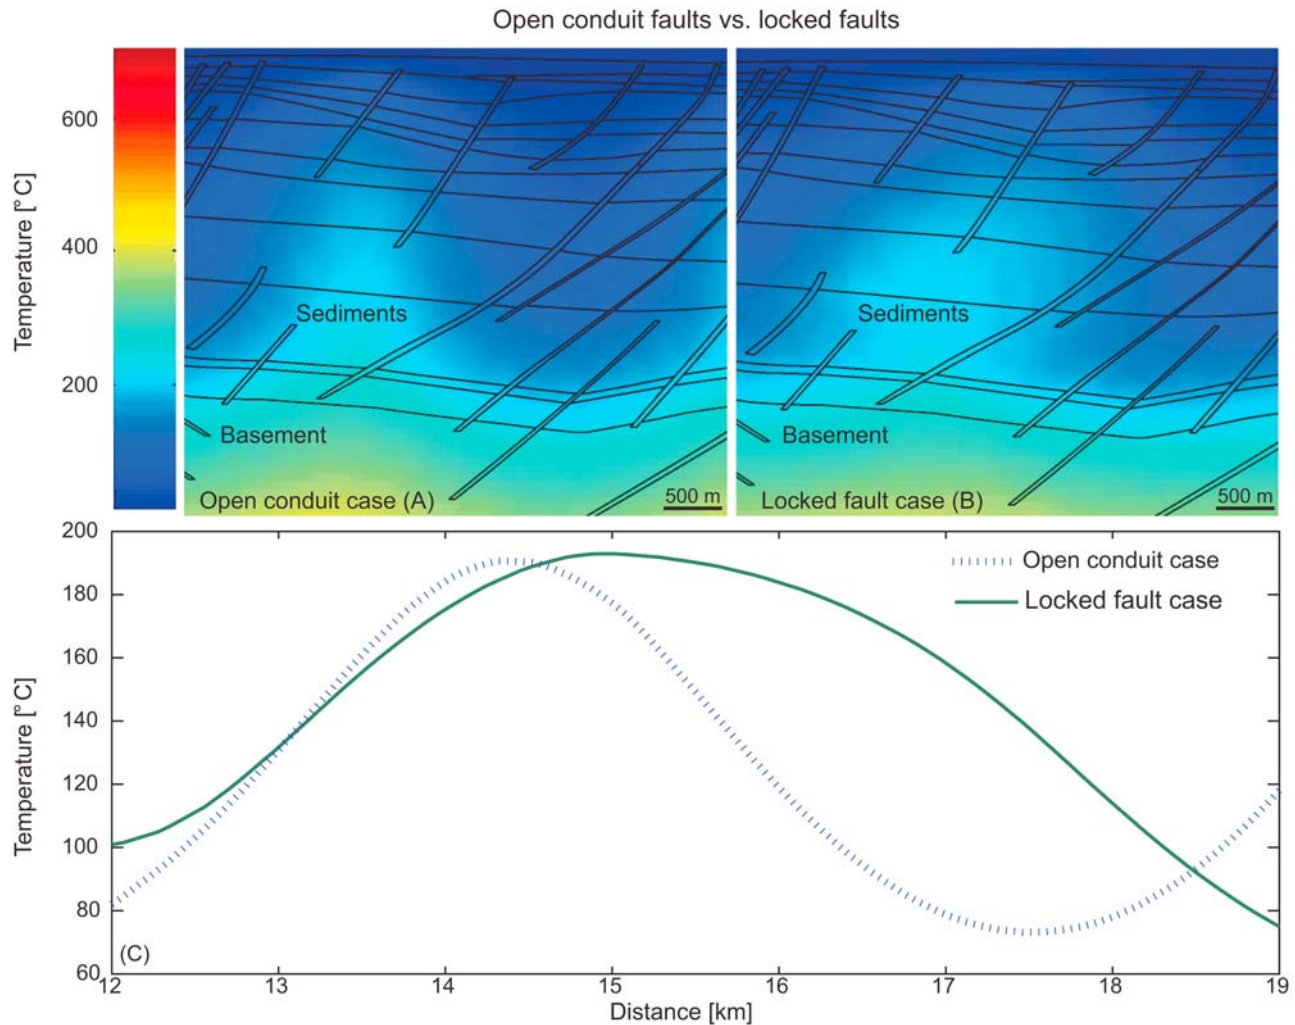 Open conduit faults vs. locked faults
Temperature [°C]
600
400
200
Sediments
Basement
Open conduit case (A)
500 m
Sediments
Basement
Locked fault case (B)
500 m
Temperature [°C]
200
180
160
140
120
100
80
60
Open conduit case
Locked fault case
(C)
12 13 14 15 16 17 18 19
Distance [km]